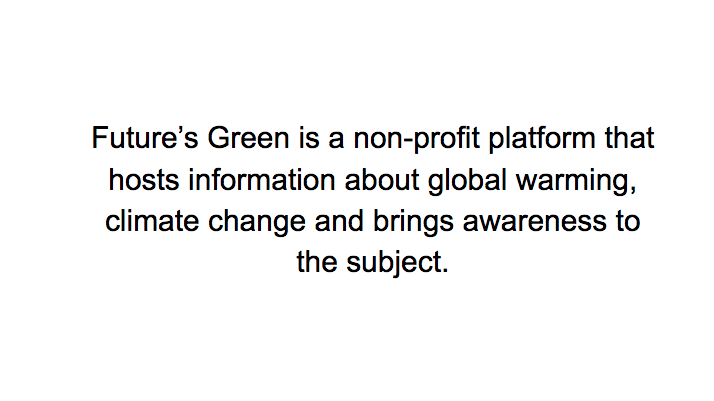 Future’s Green is a non-profit platform that
hosts information about global warming,
climate change and brings awareness to
the subject.